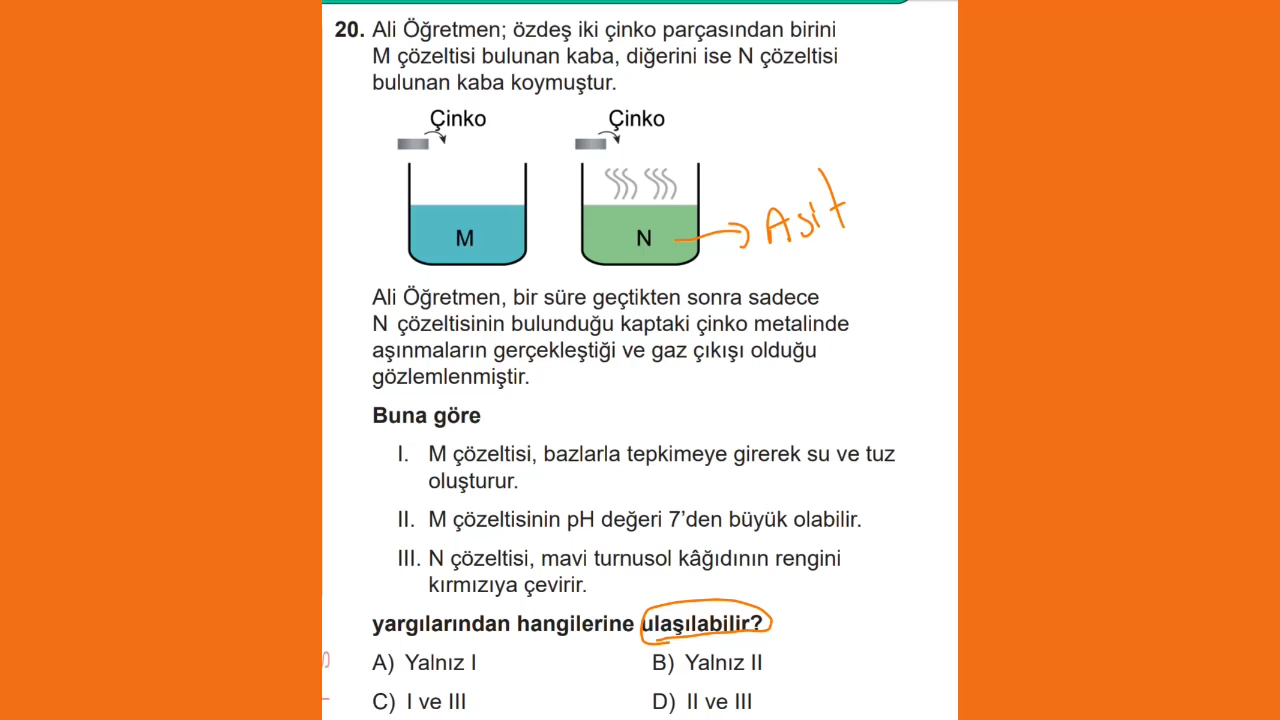 20. Ali Öğretmen; özdeş iki çinko parçasından birini
M çözeltisi bulunan kaba, diğerini ise N çözeltisi
bulunan kaba koymuştur.
Çinko
Çinko
M
N
Asit
Ali Öğretmen, bir süre geçtikten sonra sadece
N çözeltisinin bulunduğu kaptaki çinko metalinde
aşınmaların gerçekleştiği ve gaz çıkışı olduğu
gözlemlenmiştir.
Buna göre
I. M çözeltisi, bazlarla tepkimeye girerek su ve tuz
oluşturur.
II. M çözeltisinin pH değeri 7’den büyük olabilir.
III. N çözeltisi, mavi turnusol kâğıdının rengini
kırmızıya çevirir.
yargılarından hangilerine ulaşılabilir?
A) Yalnız I
B) Yalnız II
C) I ve III
D) II ve III